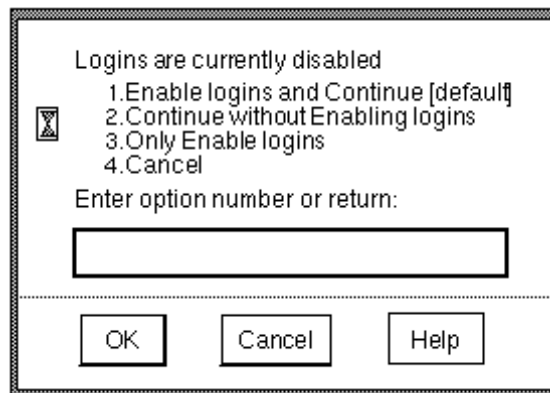 Logins are currently disabled
1.Enable logins and Continue [default]
2.Continue without Enabling logins
3.Only Enable logins
4.Cancel
Enter option number or return:
OK Cancel Help